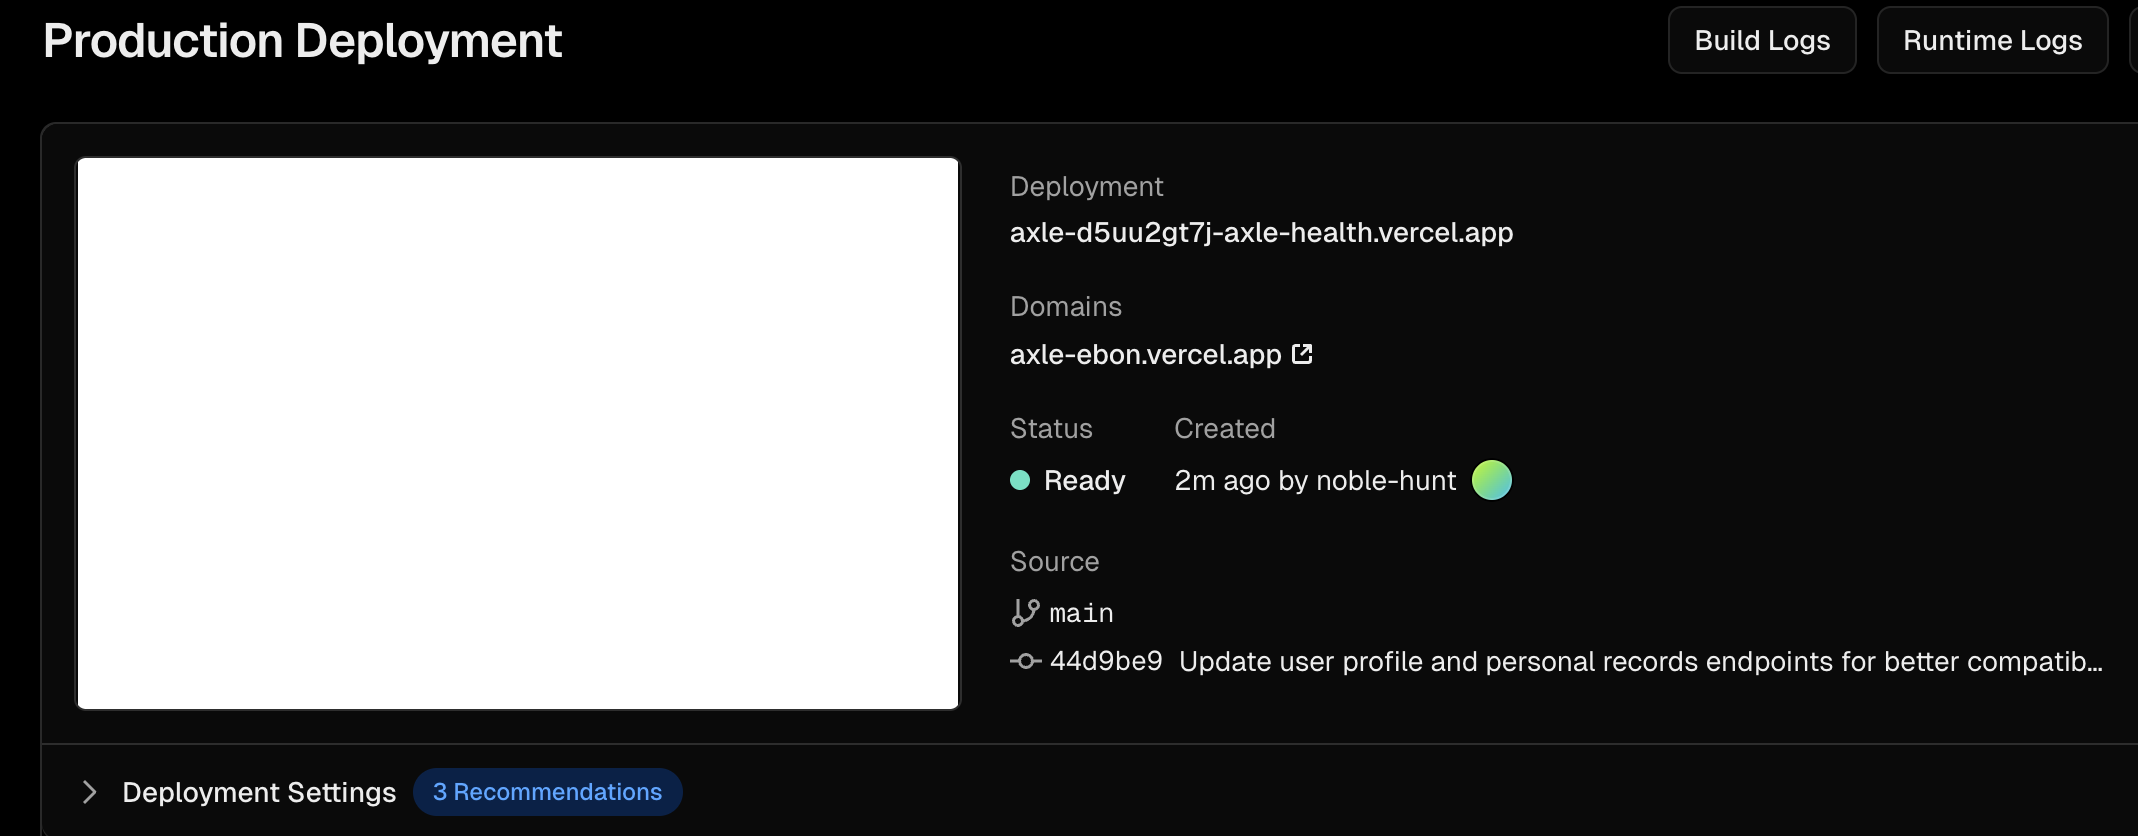 Production Deployment
Build Logs
Runtime Logs
Deployment
axle-d5uu2gt7j-axle-health.vercel.app
Domains
axle-ebon.vercel.app
Status
Created
Ready
2m ago by noble-hunt
Source
main
44d9be9 Update user profile and personal records endpoints for better compatib...
Deployment Settings
3 Recommendations